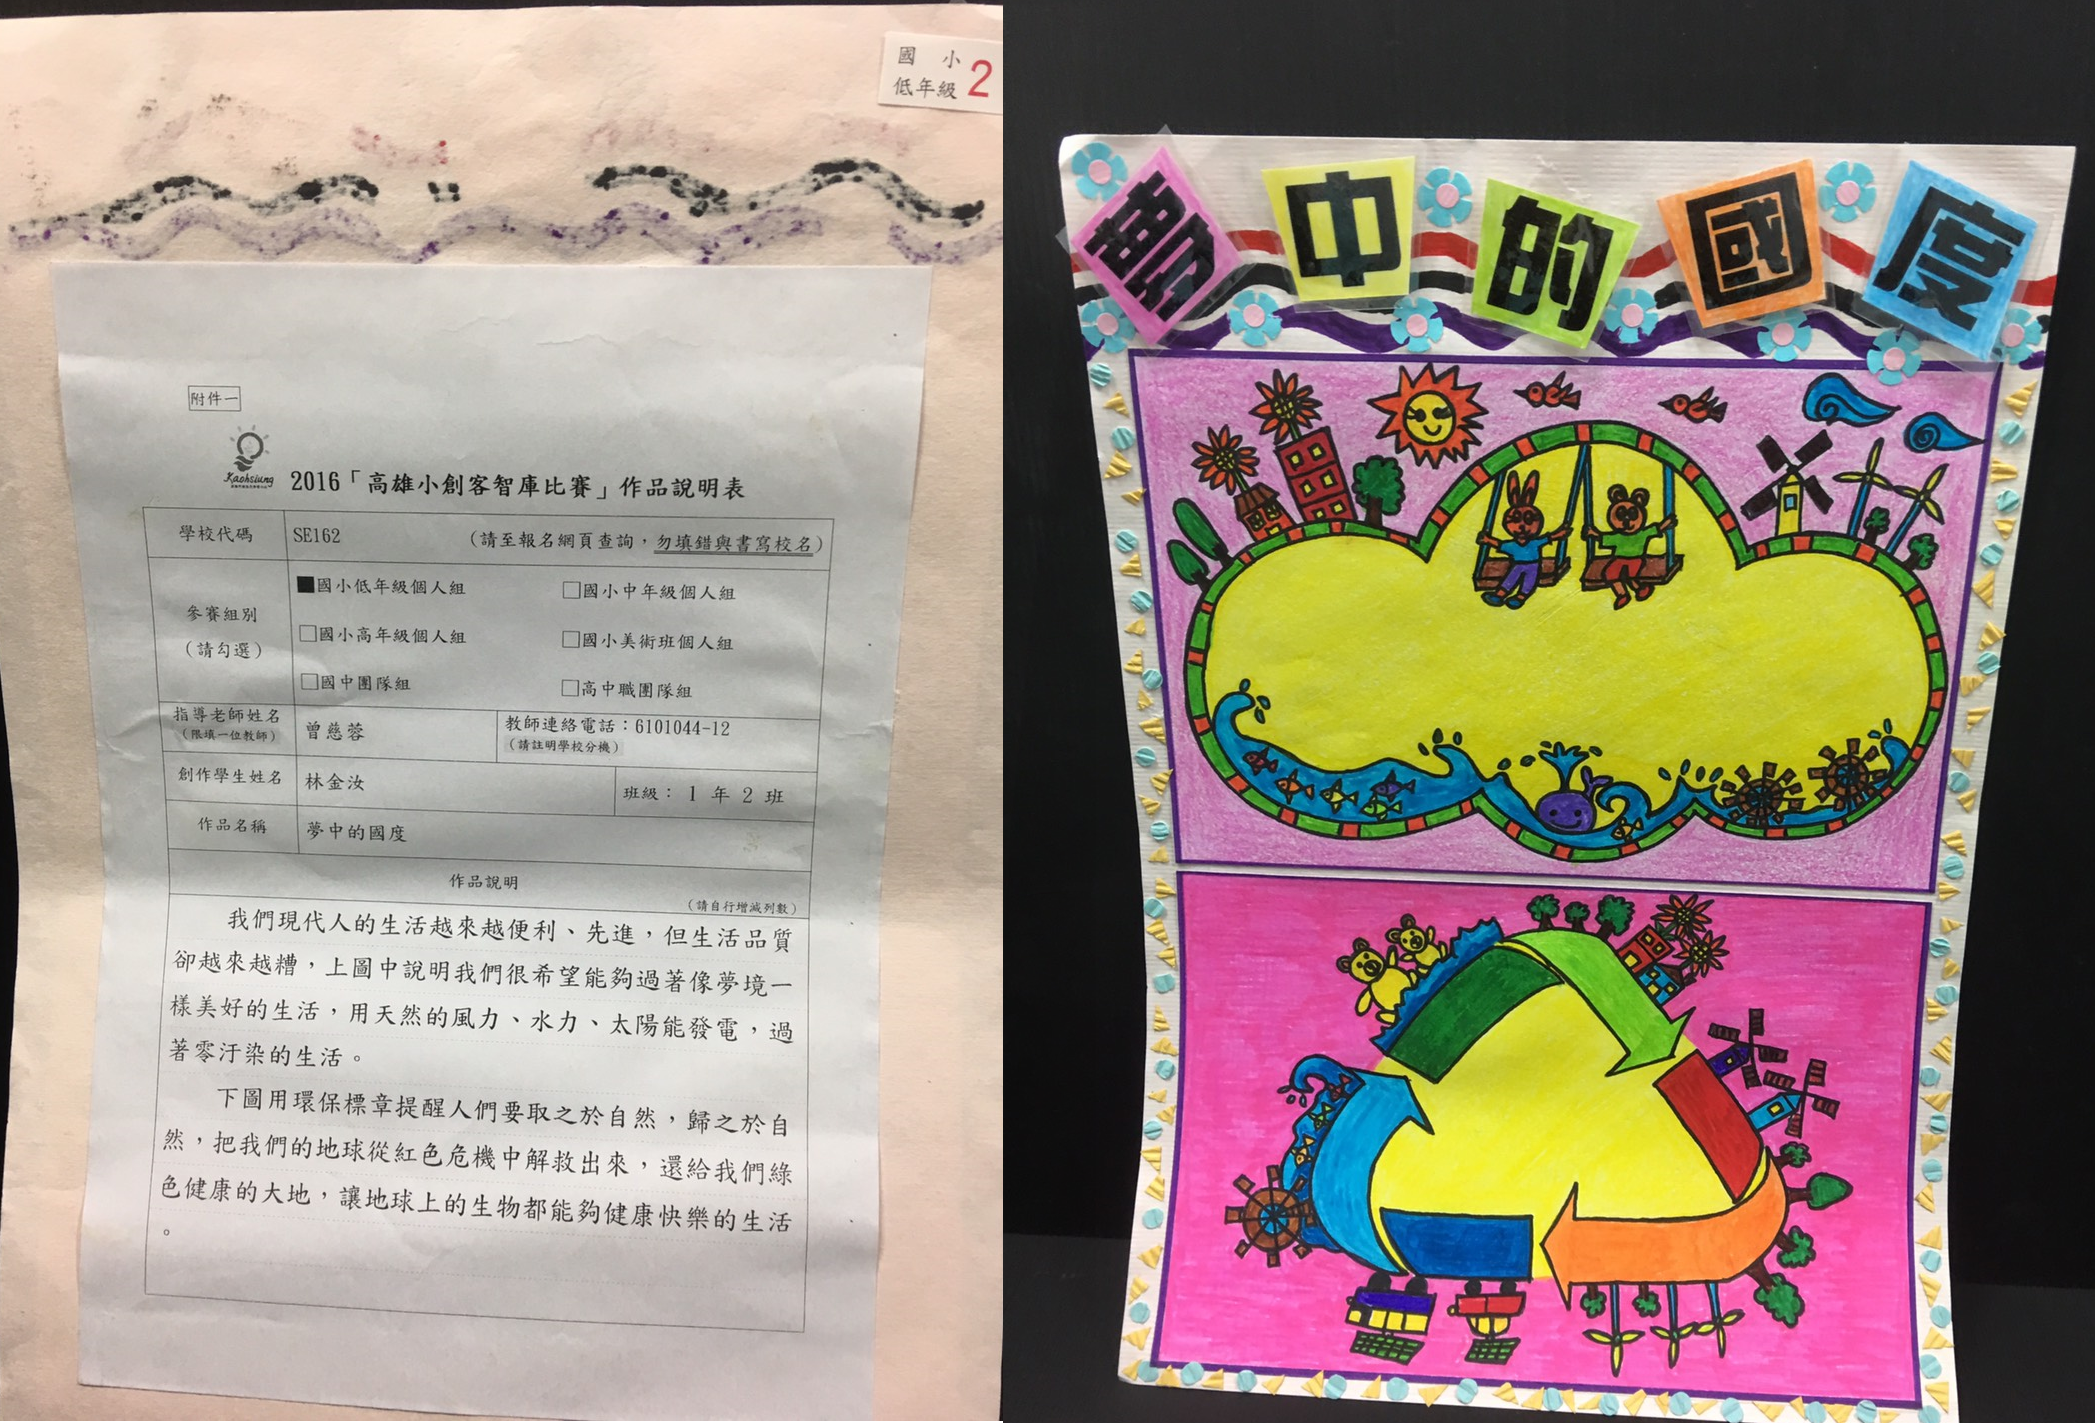 國小
低年級 2
附件一
Kaohsiung
2016「高雄小創客智庫比賽」作品說明表
學校代碼 SE162 (請至報名網頁查詢，勿填錯與書寫校名)
參賽組別
(請勾選)
■國小低年級個人組 □國小中年級個人組
□國小高年級個人組 □國小美術班個人組
□國中團隊組 □高中職團隊組
指導老師姓名 曾慈蓉 教師連絡電話：6101044-12
(限填一位教師) (請註明學校分機)
創作學生姓名 林金汝 班級： 1 年 2 班
作品名稱 夢中的國度
作品說明
(請自行增減列數)
我們現代人的生活越來越便利、先進，但生活品質
卻越來越糟，上圖中說明我們很希望能夠過著像夢境一
樣美好的生活，用天然的風力、水力、太陽能發電，過
著零汙染的生活。
下圖用環保標章提醒人們要取之於自然，歸之於自
然，把我們的地球從紅色危機中解救出來，還給我們綠
色健康的大地，讓地球上的生物都能夠健康快樂的生活
。
夢中的國度